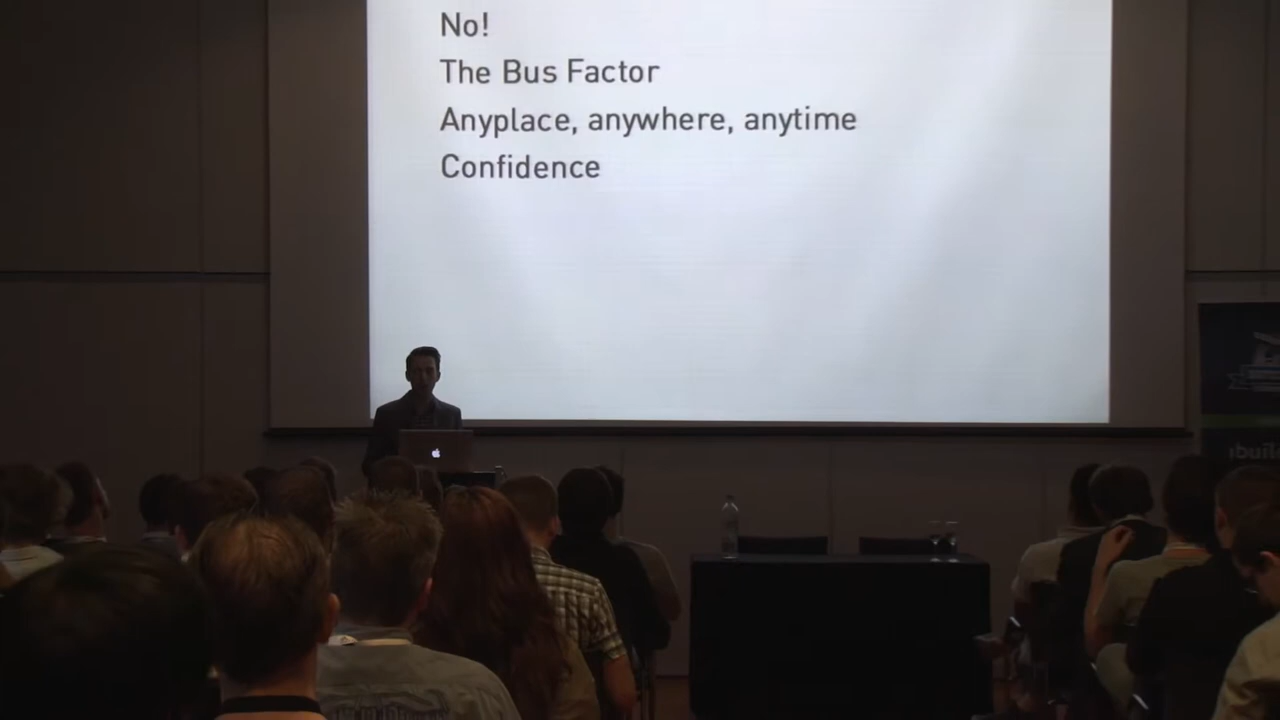 No!
The Bus Factor
Anyplace, anywhere, anytime
Confidence